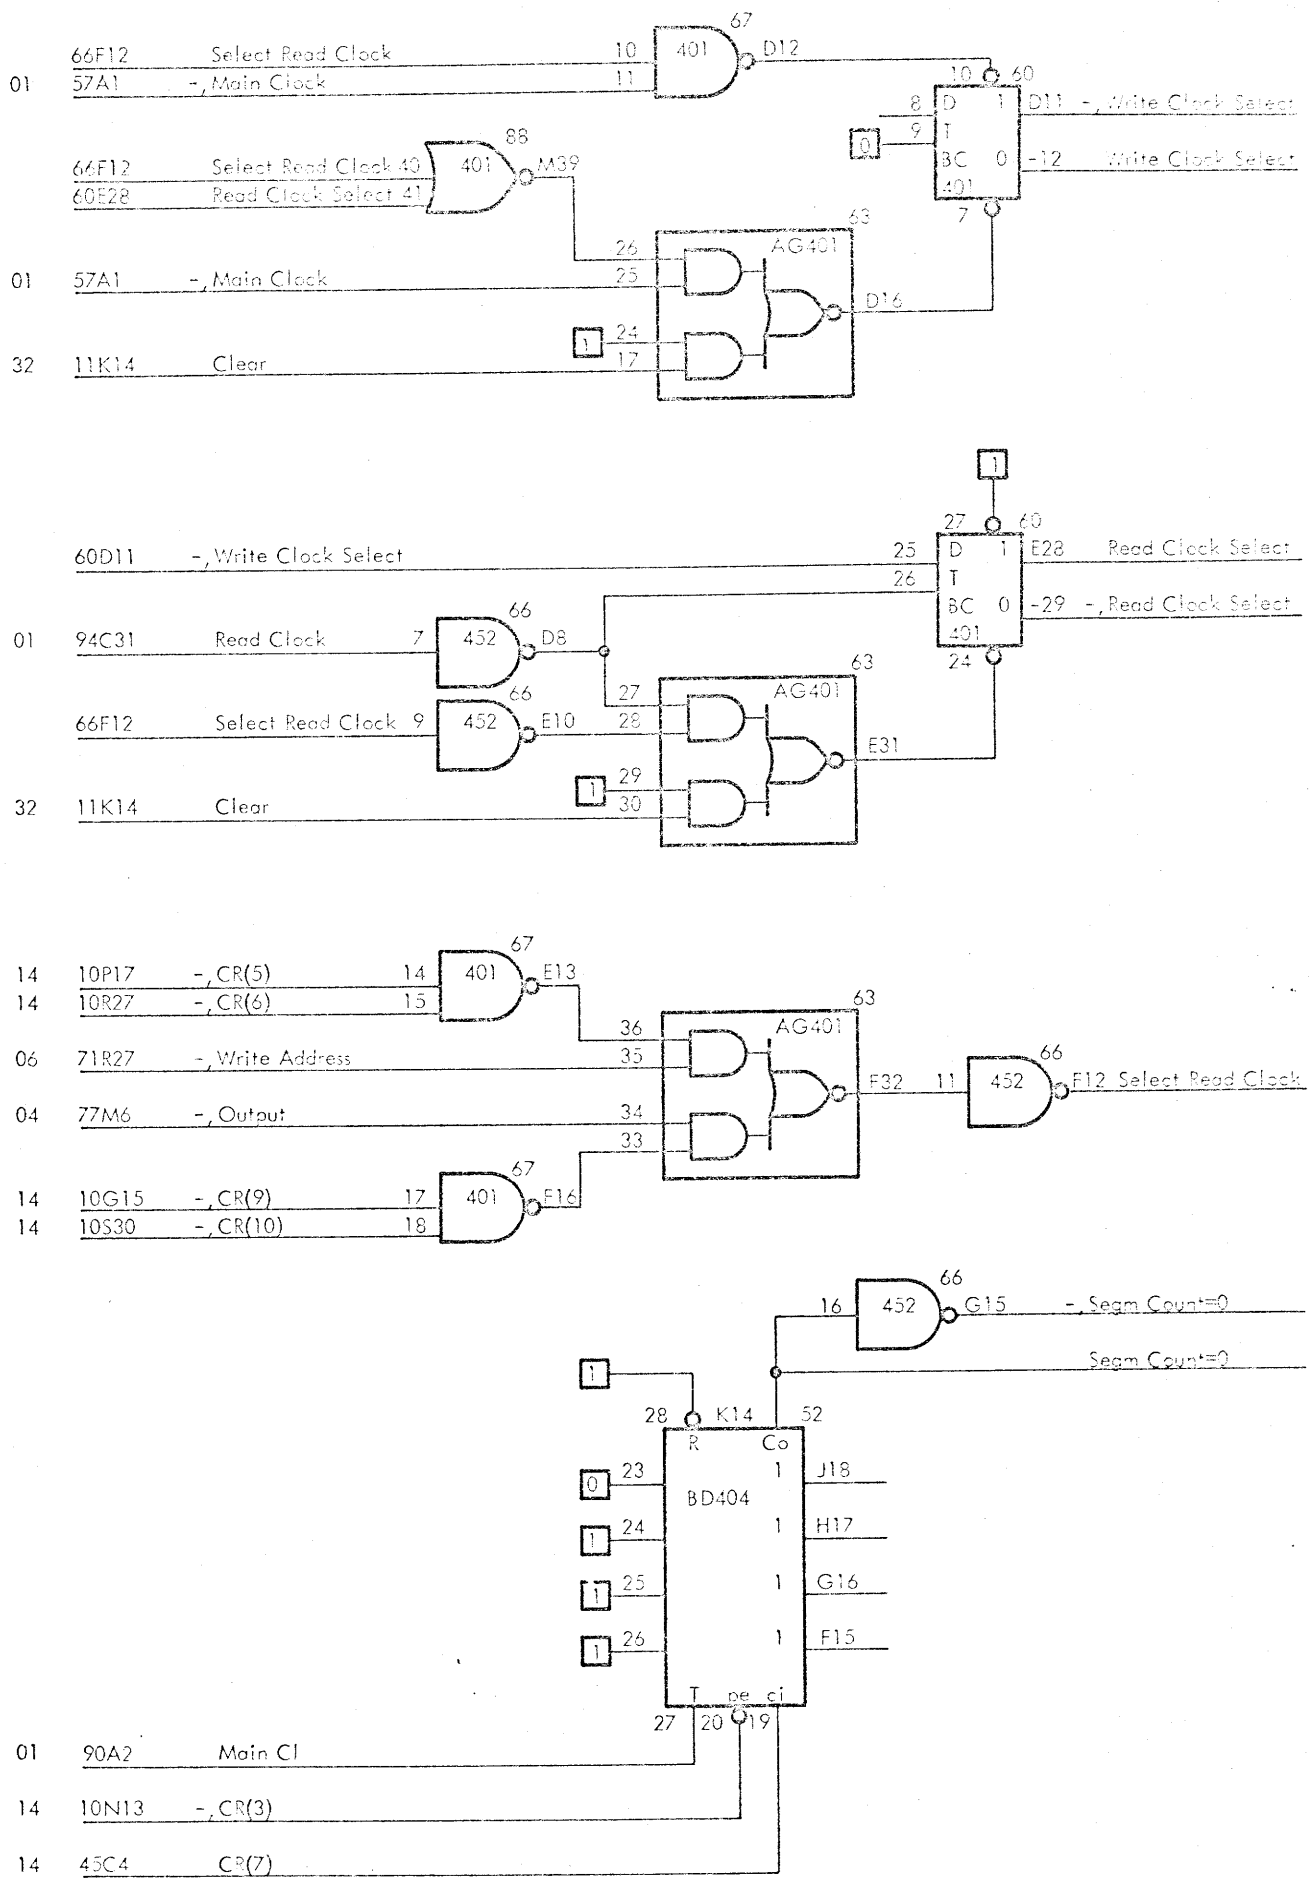 67
66F12 Select Read Clock 10 401 D12
01 57A1 -,Main Clock 11
10 60
8 D 1 D11 -,Write Clock Select
0 9 T
BC 0 -12 Write Clock Select
401
7
88
66F12 Select Read Clock 40 401 M39
60E28 Read Clock Select 41
63
26 AG401
01 57A1 -,Main Clock 25
D16
1 24
32 11K14 Clear 17
1
27 60
60D11 -,Write Clock Select 25 D 1 E28 Read Clock Select
26 T
BC 0 -29 -,Read Clock Select
401
24
66
01 94C31 Read Clock 7 452 D8
63
66
27 AG401
66F12 Select Read Clock 9 452 E10 28
E31
1 29
32 11K14 Clear 30
67
14 10P17 -,CR(5) 14 401 E13
14 10R27 -,CR(6) 15
63
36 AG401
06 71R27 -,Write Address 35
66
F32 11 452 F12 Select Read Clock
04 77M6 -,Output 34
33
67
14 10G15 -,CR(9) 17 401 F16
14 10S30 -,CR(10) 18
66
16 452 G15 -,Segm Count=0
Segm Count=0
1
28 K14 52
R Co
0 23 1 J18
BD404
1 24 1 H17
1 25 1 G16
1 26 1 F15
T pe ci
27 20 19
01 90A2 Main Cl
14 10N13 -,CR(3)
14 45C4 CR(7)